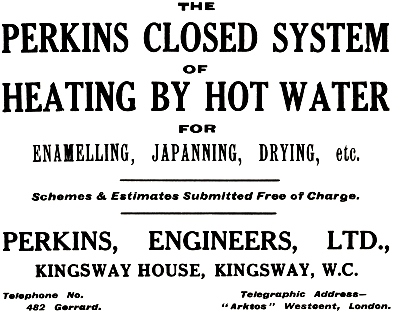 THE
PERKINS CLOSED SYSTEM
OF
HEATING BY HOT WATER
FOR
ENAMELLING, JAPANNING, DRYING, etc.
Schemes & Estimates Submitted Free of Charge.
PERKINS, ENGINEERS, LTD.,
KINGSWAY HOUSE, KINGSWAY, W.C.
Telephone No.
482 Gerrard.
Telegraphic Address—
"Arktos" Westcent, London.